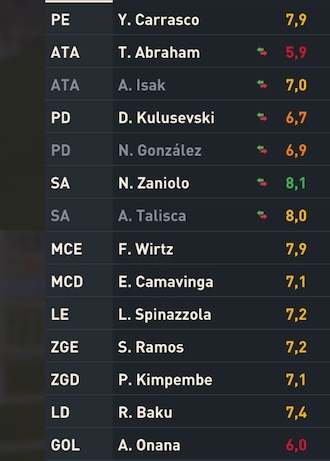 PE Y. Carrasco 7,9
ATA T. Abraham 5,9
ATA A. Isak 7,0
PD D. Kulusevski 6,7
PD N. González 6,9
SA N. Zaniolo 8,1
SA A. Talisca 8,0
MCE F. Wirtz 7,9
MCD E. Camavinga 7,1
LE L. Spinazzola 7,2
ZGE S. Ramos 7,2
ZGD P. Kimpembe 7,1
LD R. Baku 7,4
GOL A. Onana 6,0